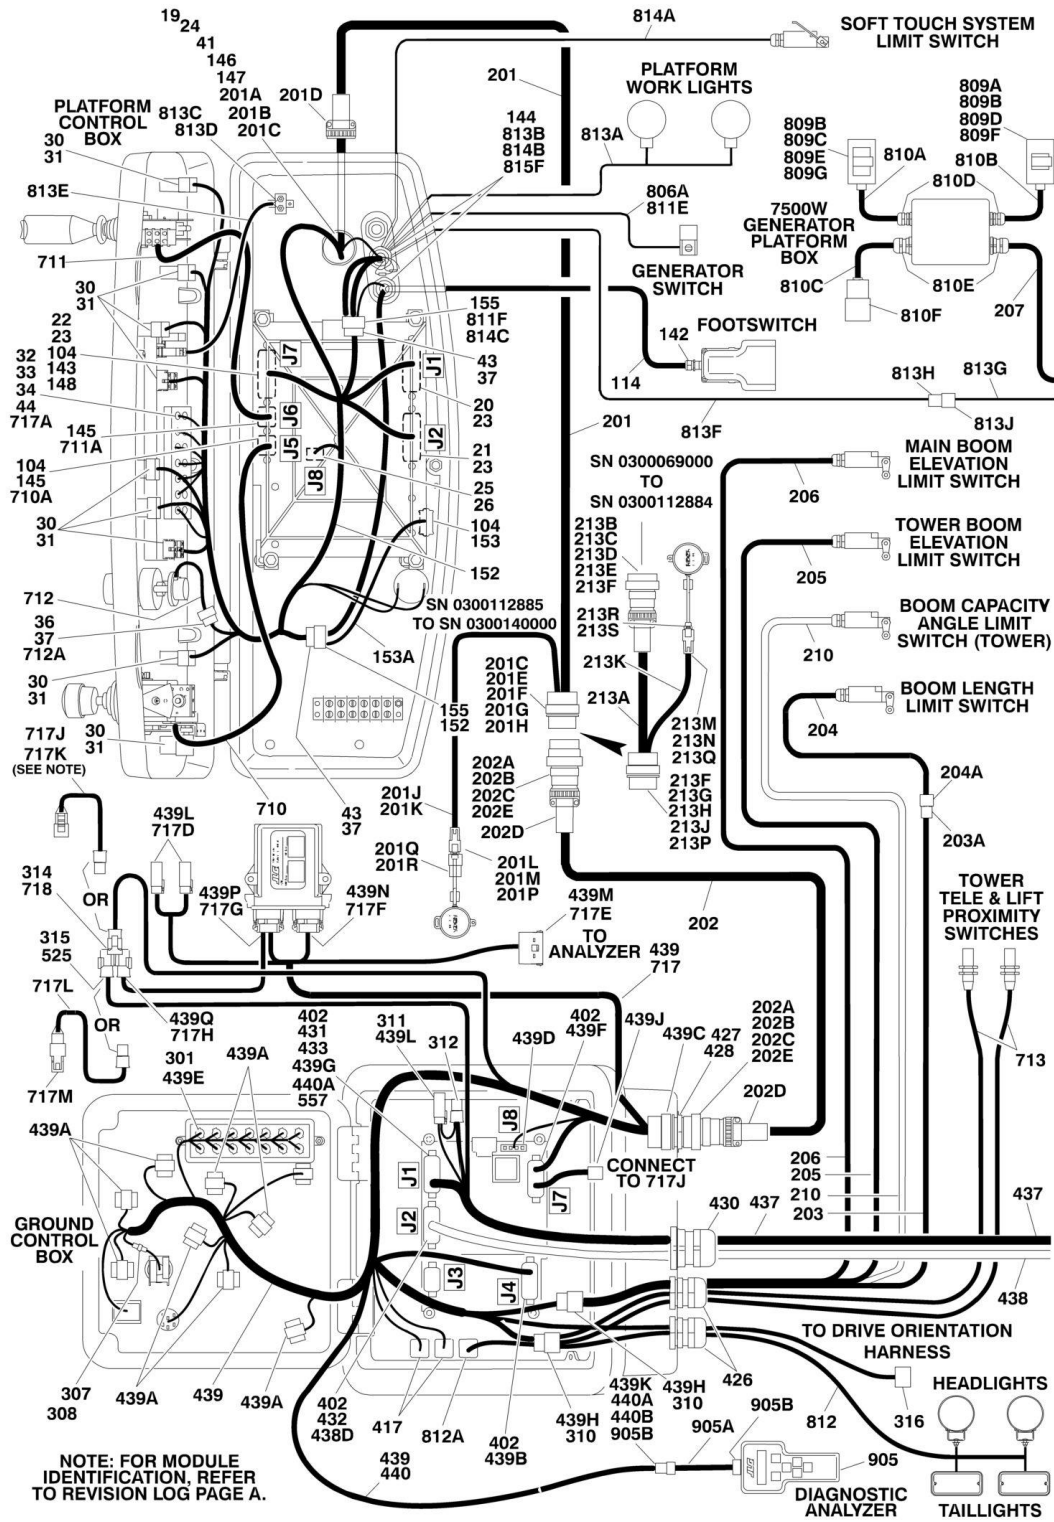 19
24
41
146
147
201A
201B
201C
201D
814A
SOFT TOUCH SYSTEM
LIMIT SWITCH
201
PLATFORM
WORK LIGHTS
PLATFORM
CONTROL
BOX
813C
813D
30
31
813E
711
144
813B
814B
815F
813A
809B
809C
809E
809G
810A
809A
809B
809D
809F
810B
810D
7500W
GENERATOR
PLATFORM
BOX
810C
810E
810F
207
806A
811E
GENERATOR
SWITCH
30
31
22
23
104
143
148
32
33
34
44
717A
145
711A
104
145
710A
30
31
155
811F
814C
43
37
J7
J1
J6
J5
J2
J8
20
23
21
23
25
26
104
153
152
142
FOOTSWITCH
114
201
813F
813H
813G
813J
SN 0300069000
TO
SN 0300112884
213B
213C
213D
213E
213F
213R
213S
213K
213A
213M
213N
213Q
213F
213G
213H
213J
213P
206
MAIN BOOM
ELEVATION
LIMIT SWITCH
205
TOWER BOOM
ELEVATION
LIMIT SWITCH
210
BOOM CAPACITY
ANGLE LIMIT
SWITCH (TOWER)
204
BOOM LENGTH
LIMIT SWITCH
204A
203A
712
36
37
712A
30
31
717J
717K
(SEE NOTE)
30
31
153A
155
152
710
43
37
SN 0300112885
TO SN 0300140000
201C
201E
201F
201G
201H
202A
202B
202C
202E
202D
201J
201K
201Q
201R
201L
201M
201P
202
439L
717D
OR
314
718
315
525
717L
OR
717M
439P
717G
439N
717F
439M
717E
TO
ANALYZER
439
717
439Q
717H
TOWER
TELE & LIFT
PROXIMITY
SWITCHES
713
301
439E
439A
402
431
433
439G
440A
557
311
439L
312
439D
402
439F
439J
439C
427
428
202A
202B
202C
202E
202D
439A
J8
J1
J2
J3
J4
J7
CONNECT
TO 717J
430
437
206
205
210
203
437
438
GROUND
CONTROL
BOX
307
308
439A
439
439A
402
432
438D
417
812A
402
439B
439H
310
439K
440A
440B
905B
439H
310
426
TO DRIVE ORIENTATION
HARNESS
812
316
HEADLIGHTS
905A
905B
905
439
440
DIAGNOSTIC
ANALYZER
TAILLIGHTS
NOTE: FOR MODULE
IDENTIFICATION, REFER
TO REVISION LOG PAGE A.